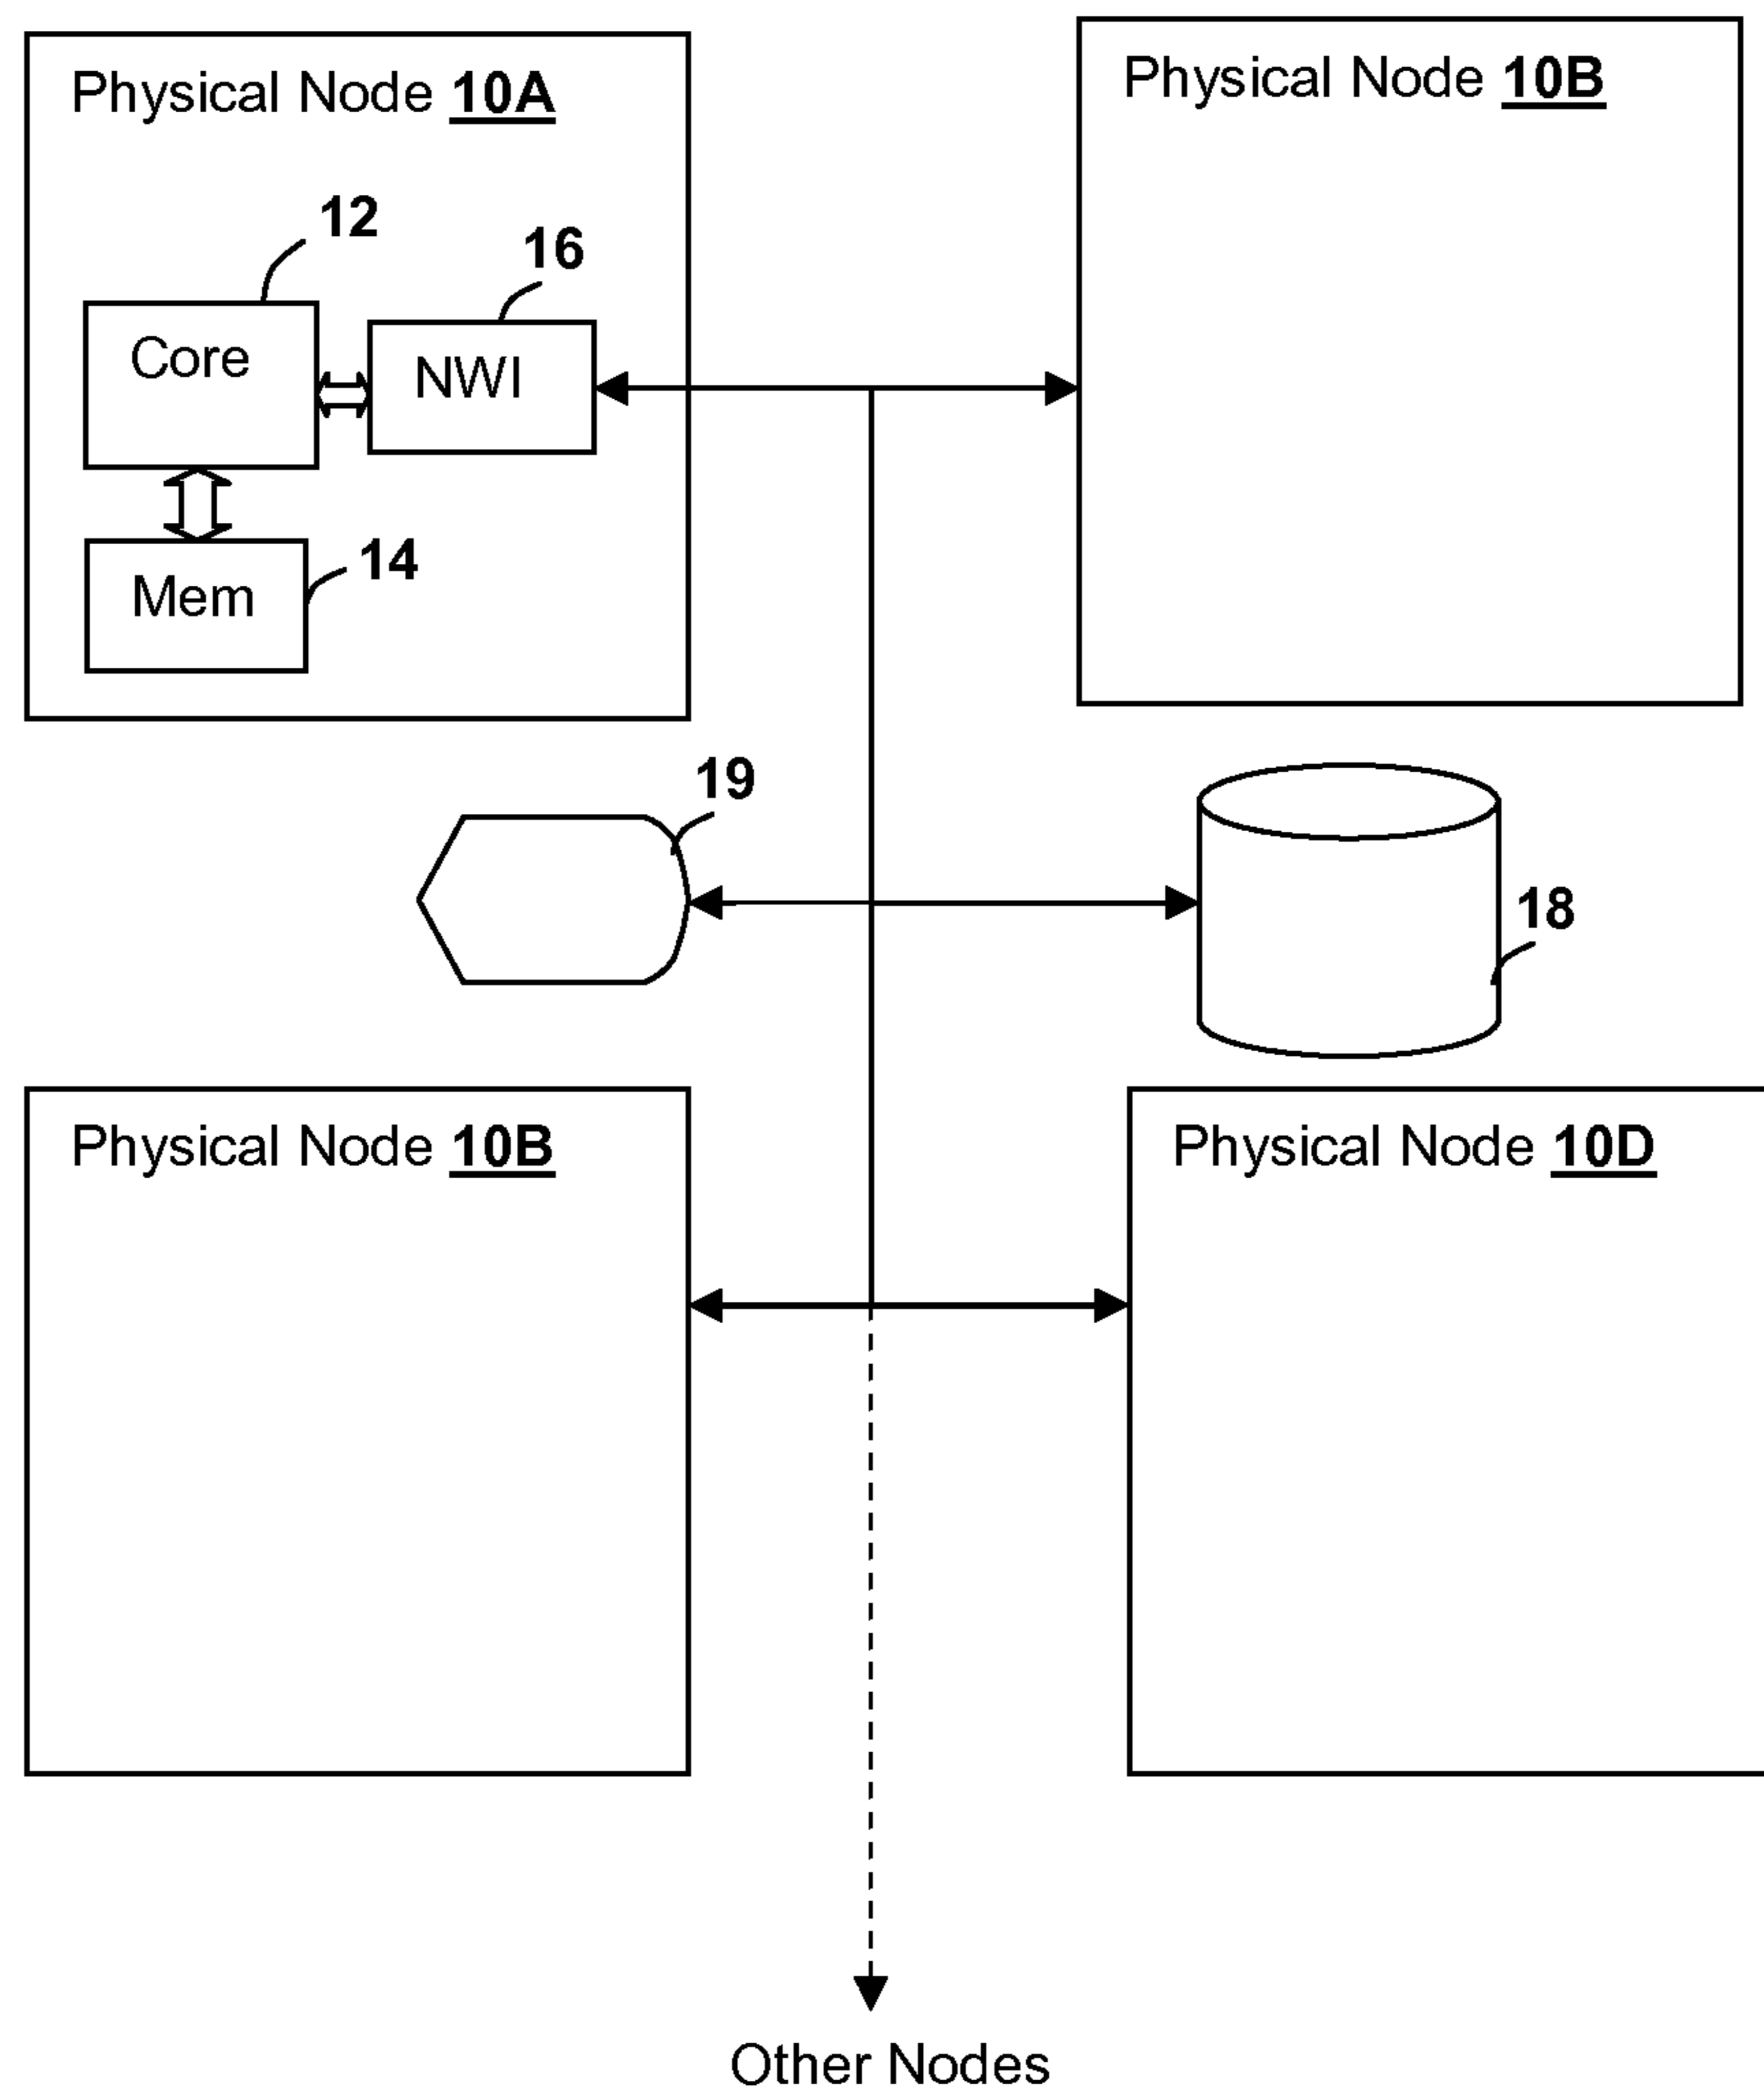 Physical Node 10A
Physical Node 10B
12
16
Core
NWI
14
Mem
19
18
Physical Node 10B
Physical Node 10D
Other Nodes